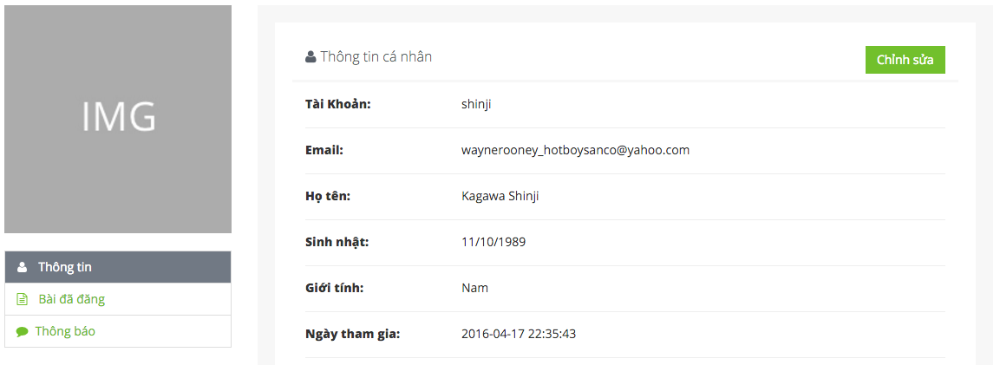 IMG
Thông tin
Bài đã đăng
Thông báo
Thông tin cá nhân
Chỉnh sửa
Tài Khoản: shinji
Email: waynerooney_hotboysanco@yahoo.com
Họ tên: Kagawa Shinji
Sinh nhật: 11/10/1989
Giới tính: Nam
Ngày tham gia: 2016-04-17 22:35:43